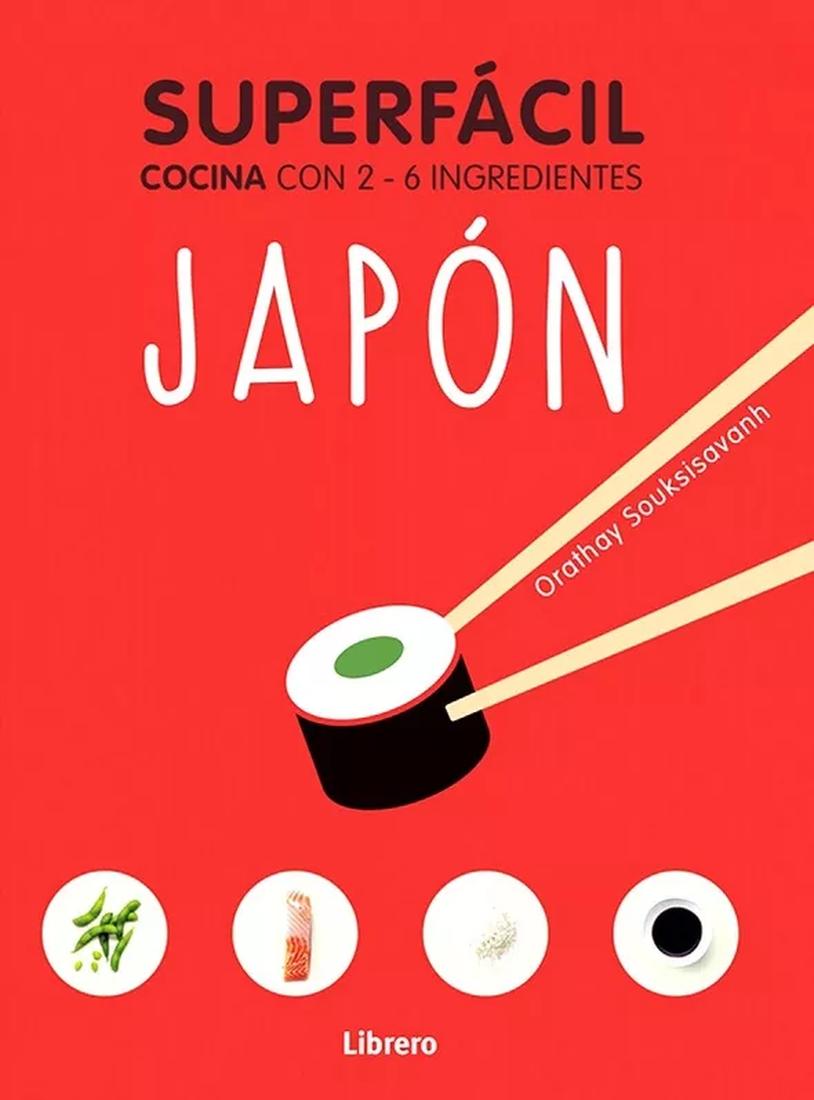 SUPERFÁCIL
COCINA CON 2 - 6 INGREDIENTES
JAPÓN
Orathay Souksisavanh
Librero